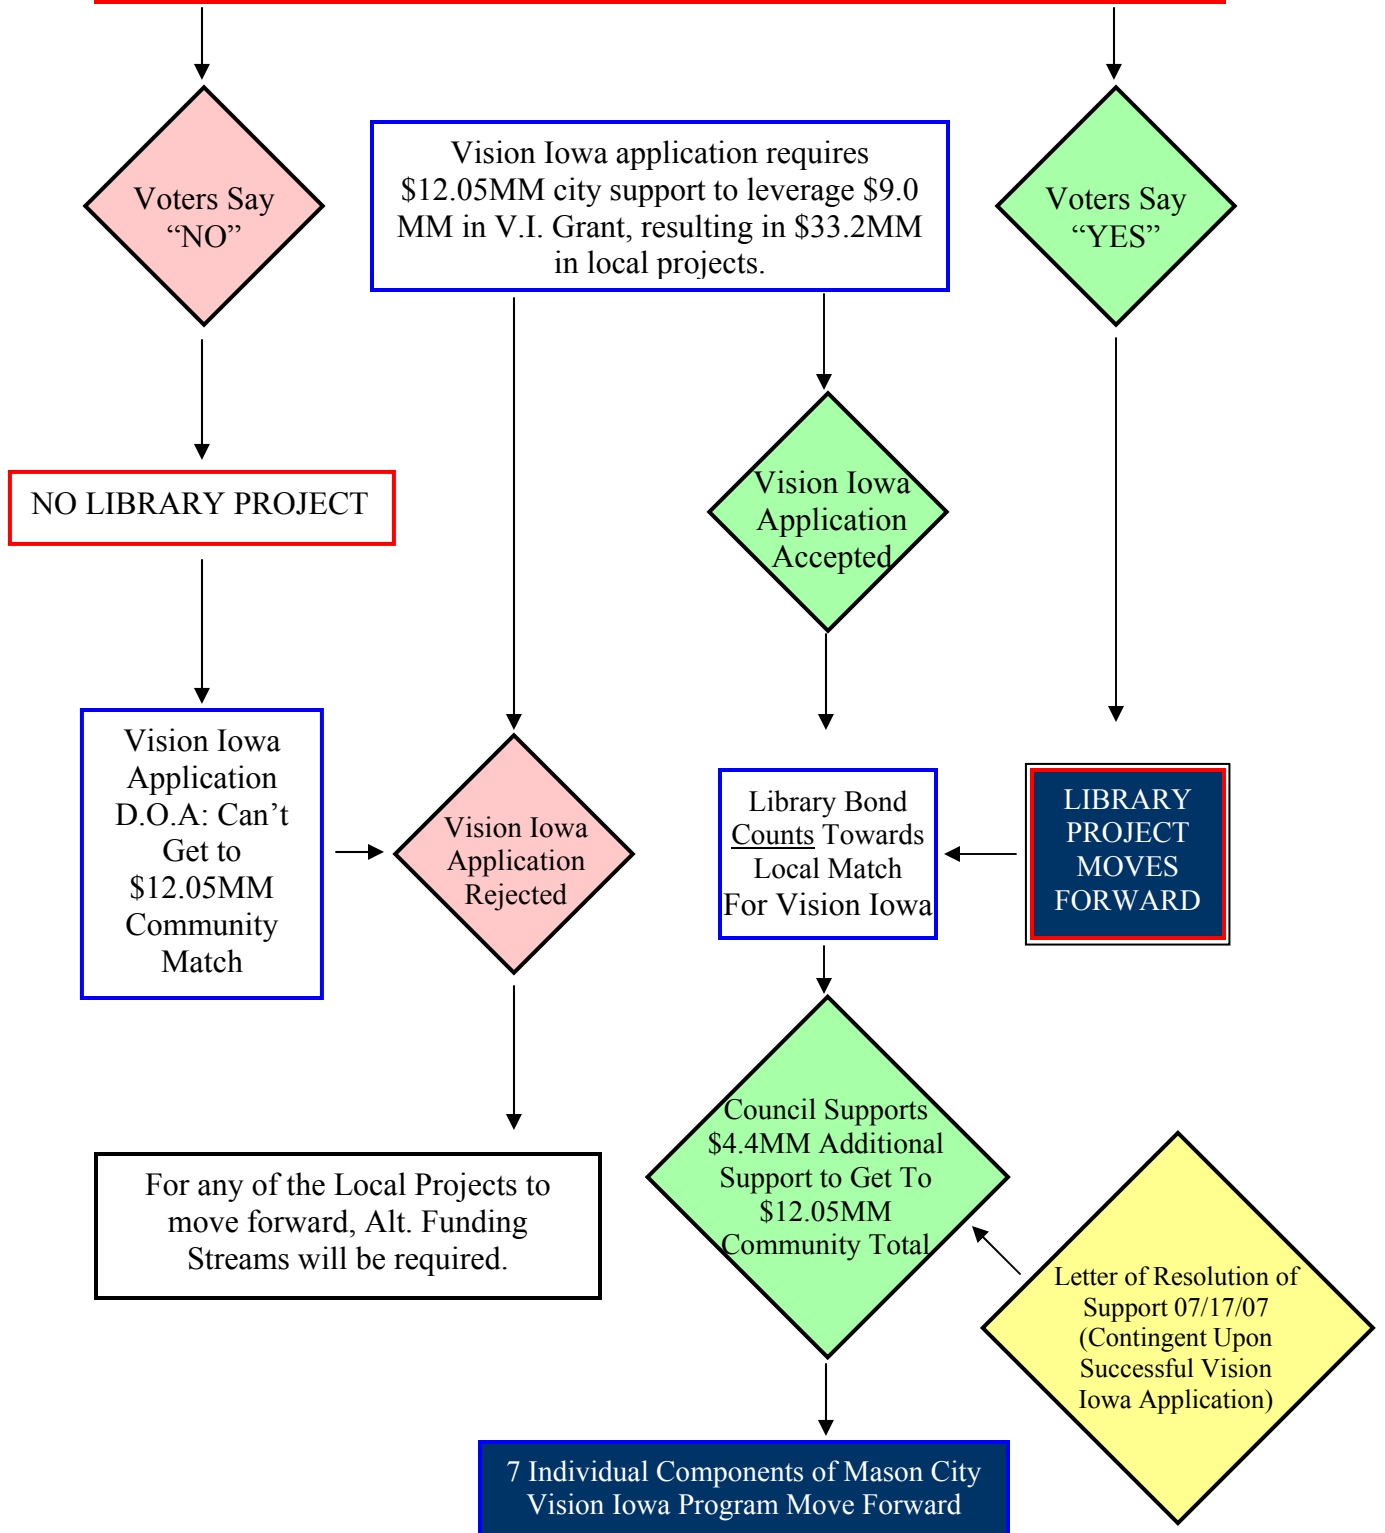 Voters Say
“NO”
Vision Iowa application requires
$12.05MM city support to leverage $9.0
MM in V.I. Grant, resulting in $33.2MM
in local projects.
Voters Say
“YES”
NO LIBRARY PROJECT
Vision Iowa
Application
Accepted
Vision Iowa
Application
D.O.A: Can’t
Get to
$12.05MM
Community
Match
Vision Iowa
Application
Rejected
Library Bond
Counts Towards
Local Match
For Vision Iowa
LIBRARY
PROJECT
MOVES
FORWARD
Council Supports
$4.4MM Additional
Support to Get To
$12.05MM
Community Total
For any of the Local Projects to
move forward, Alt. Funding
Streams will be required.
Letter of Resolution of
Support 07/17/07
(Contingent Upon
Successful Vision
Iowa Application)
7 Individual Components of Mason City
Vision Iowa Program Move Forward